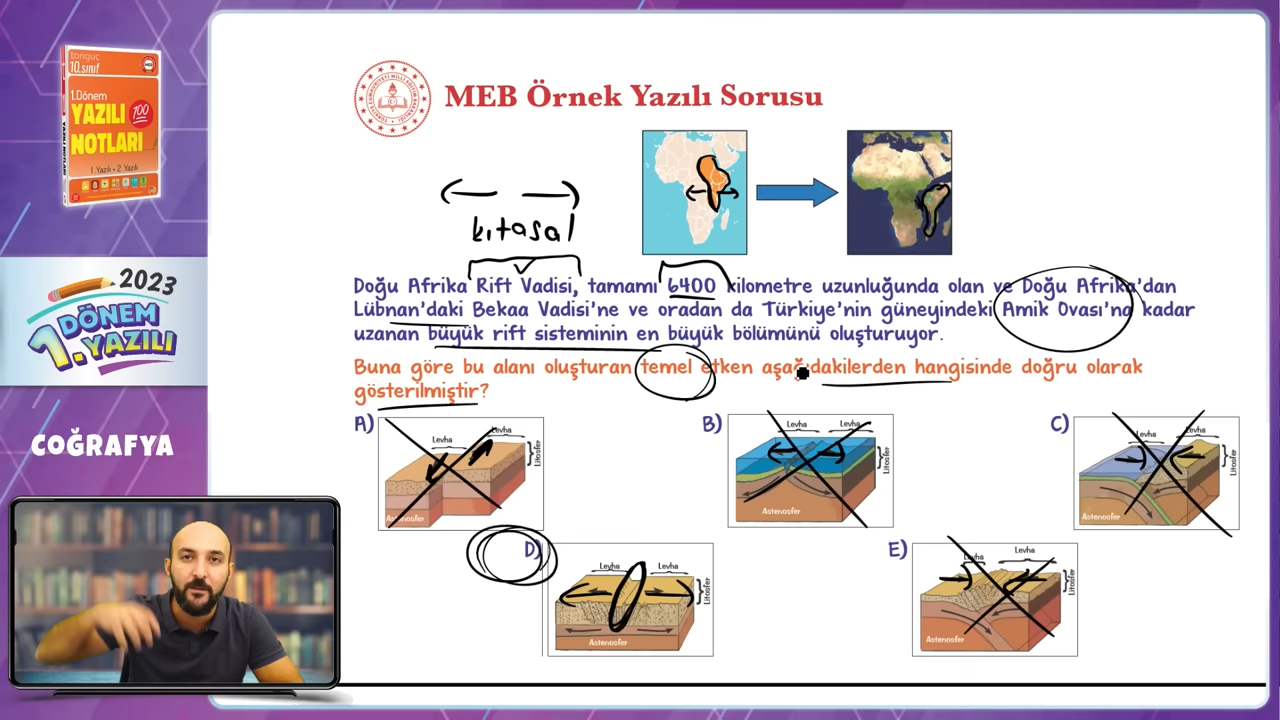 tonguç
10.sınıf
1.Dönem
YAZILI
100
NOTLARI
1. Yazılı + 2. Yazılı
YAZILI NOTLARI
2023
1. DÖNEM
YAZILI
COĞRAFYA
MEB Örnek Yazılı Sorusu
kıtasal
Doğu Afrika Rift Vadisi, tamamı 6400 kilometre uzunluğunda olan ve Doğu Afrika'dan
Lübnan'daki Bekaa Vadisi'ne ve oradan da Türkiye'nin güneyindeki Amik Ovası'na kadar
uzanan büyük rift sisteminin en büyük bölümünü oluşturuyor.
Buna göre bu alanı oluşturan temel etken aşağıdakilerden hangisinde doğru olarak
gösterilmiştir?
A)
Levha
Levha
Litosfer
Astenosfer
B)
Levha
Levha
Litosfer
Astenosfer
C)
Levha
Levha
Litosfer
Astenosfer
D)
Levha
Levha
Litosfer
Astenosfer
E)
Levha
Levha
Litosfer
Astenosfer